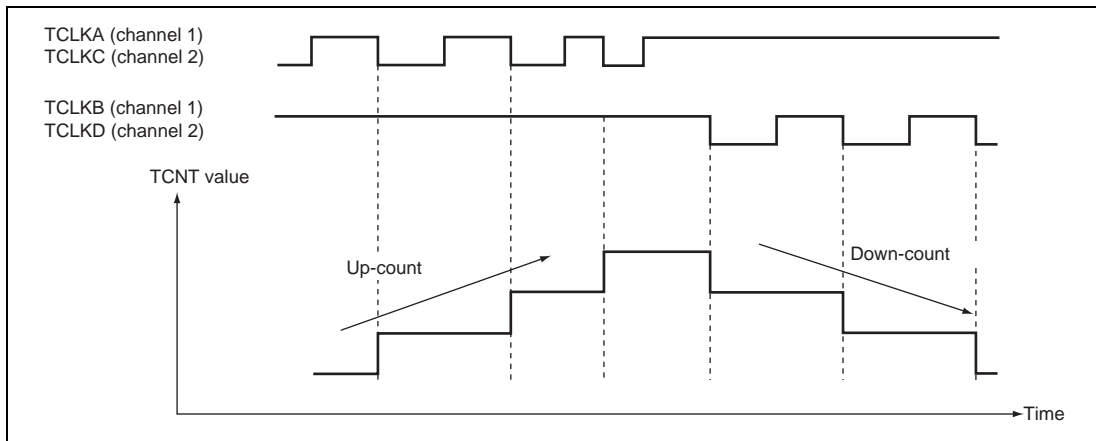 TCLKA (channel 1)
TCLKC (channel 2)
TCLKB (channel 1)
TCLKD (channel 2)
TCNT value
Up-count
Down-count
Time